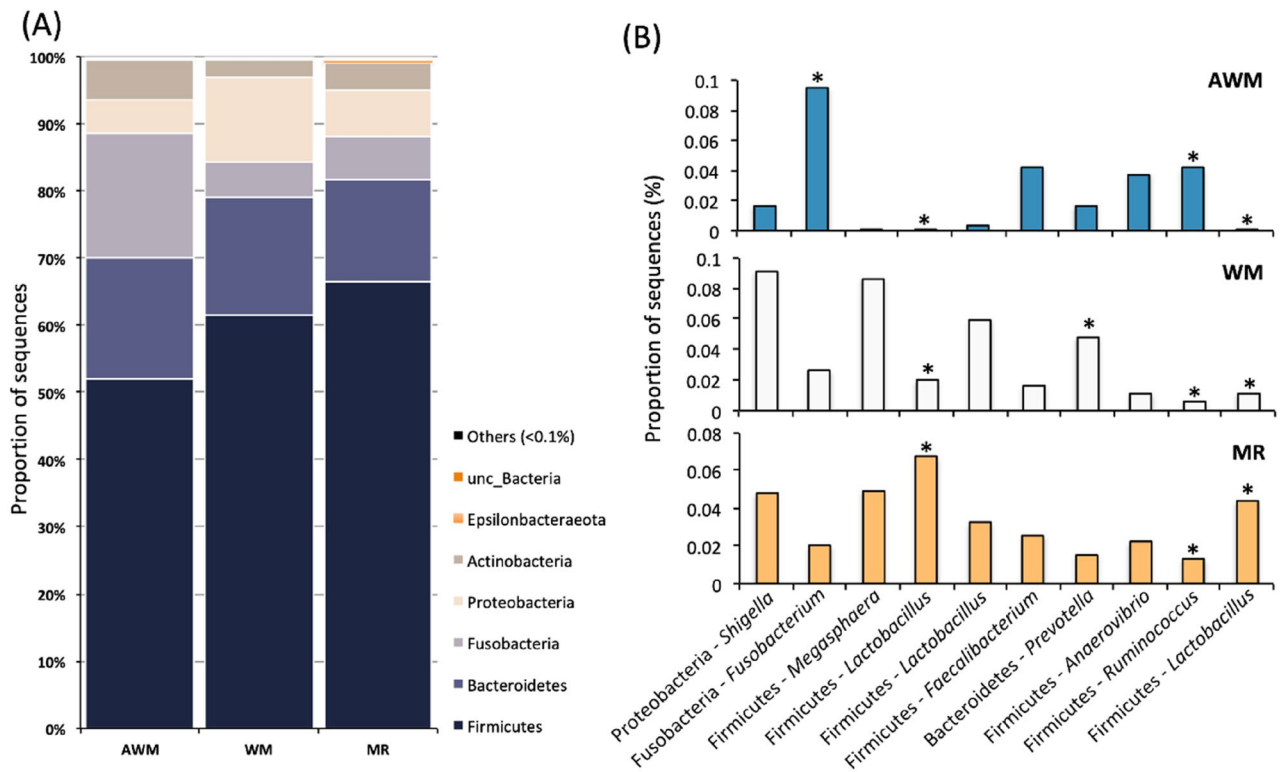 (A)
Proportion of sequences
100%
90%
80%
70%
60%
50%
40%
30%
20%
10%
0%
AWM
WM
MR
Others (<0.1%)
unc_Bacteria
Epsilonbacteraeota
Actinobacteria
Proteobacteria
Fusobacteria
Bacteroidetes
Firmicutes
(B)
Proportion of sequences (%)
AWM
0.1
0.08
0.06
0.04
0.02
0
*
*
*
*
WM
0.1
0.08
0.06
0.04
0.02
0
*
*
*
*
MR
0.08
0.06
0.04
0.02
0
*
*
*
Proteobacteria - Shigella
Fusobacteria - Fusobacterium
Firmicutes - Megasphaera
Firmicutes - Lactobacillus
Firmicutes - Lactobacillus
Firmicutes - Faecalibacterium
Bacteroidetes - Prevotella
Firmicutes - Anaerovibrio
Firmicutes - Ruminococcus
Firmicutes - Lactobacillus